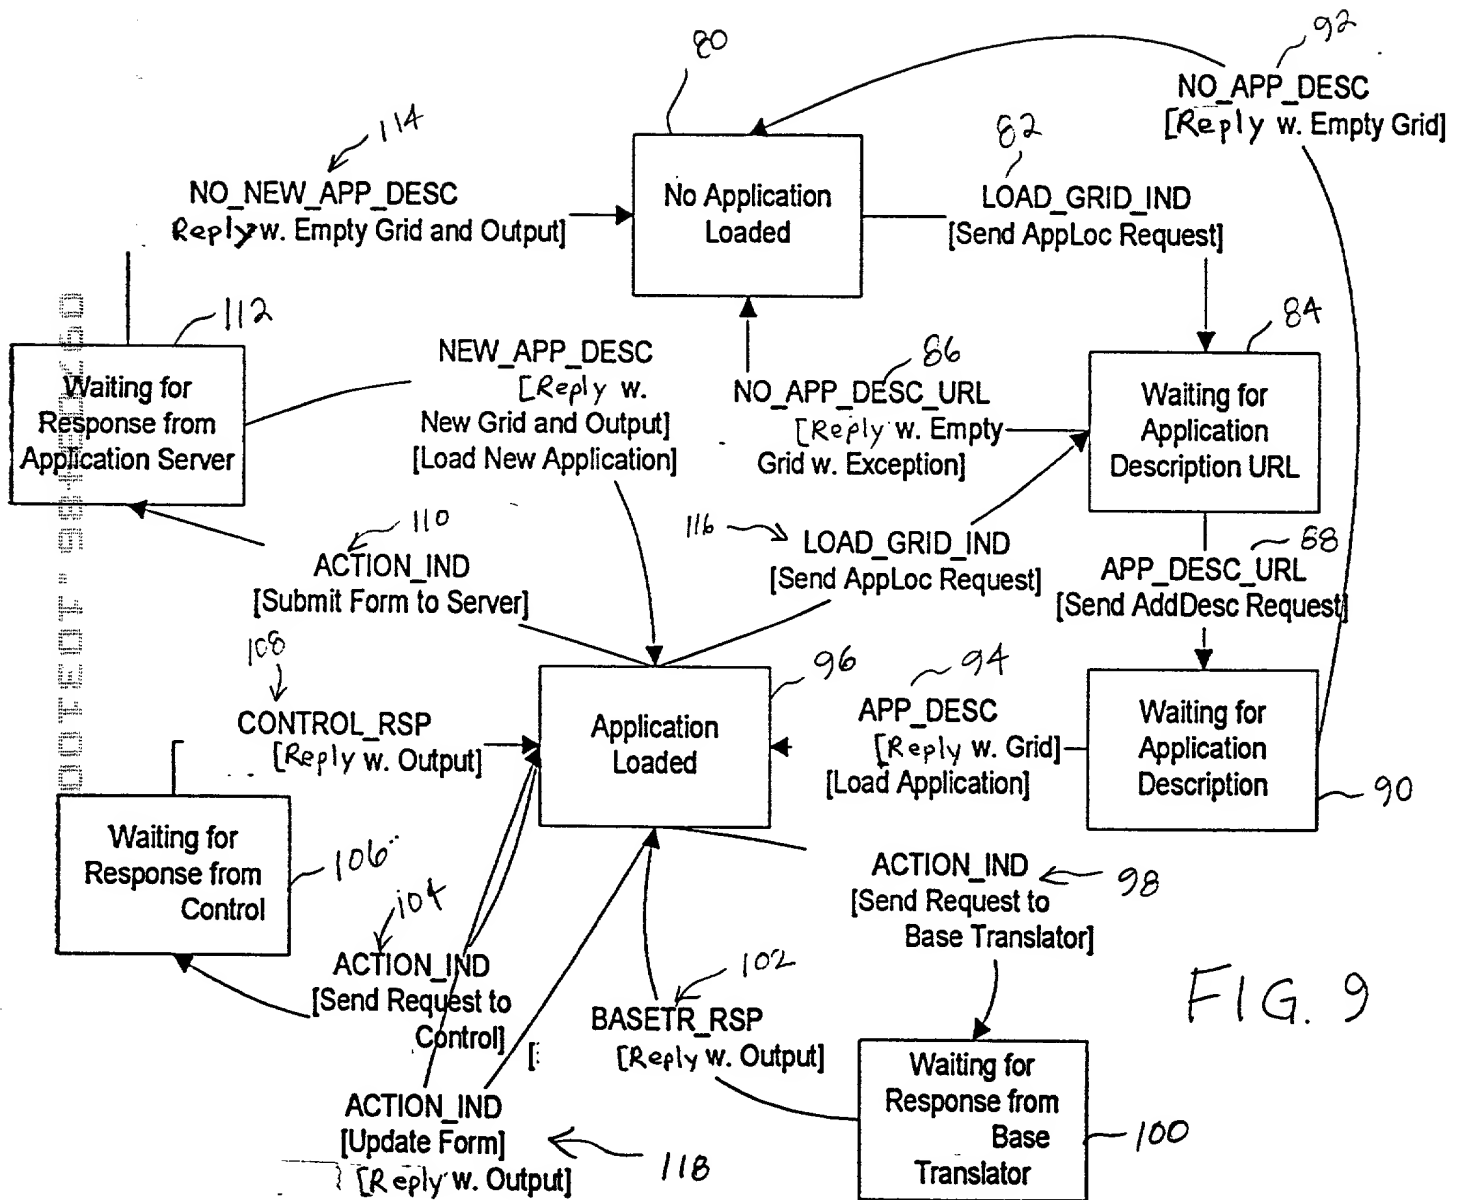 80
92
NO_APP_DESC
[Reply w. Empty Grid]
114
NO_NEW_APP_DESC
Reply w. Empty Grid and Output]
No Application
Loaded
82
LOAD_GRID_IND
[Send AppLoc Request]
112
Waiting for
Response from
Application Server
NEW_APP_DESC
[Reply w.
New Grid and Output]
[Load New Application]
86
NO_APP_DESC_URL
[Reply w. Empty
Grid w. Exception]
84
Waiting for
Application
Description URL
110
ACTION_IND
[Submit Form to Server]
116
LOAD_GRID_IND
[Send AppLoc Request]
88
APP_DESC_URL
[Send AddDesc Request]
108
CONTROL_RSP
[Reply w. Output]
96
Application
Loaded
94
APP_DESC
[Reply w. Grid]
[Load Application]
Waiting for
Application
Description
90
Waiting for
Response from
Control
106
104
ACTION_IND
[Send Request to
Control]
ACTION_IND
[Send Request to
Base Translator]
98
102
BASETR_RSP
[Reply w. Output]
FIG. 9
ACTION_IND
[Update Form]
[Reply w. Output]
118
Waiting for
Response from
Base
Translator
100